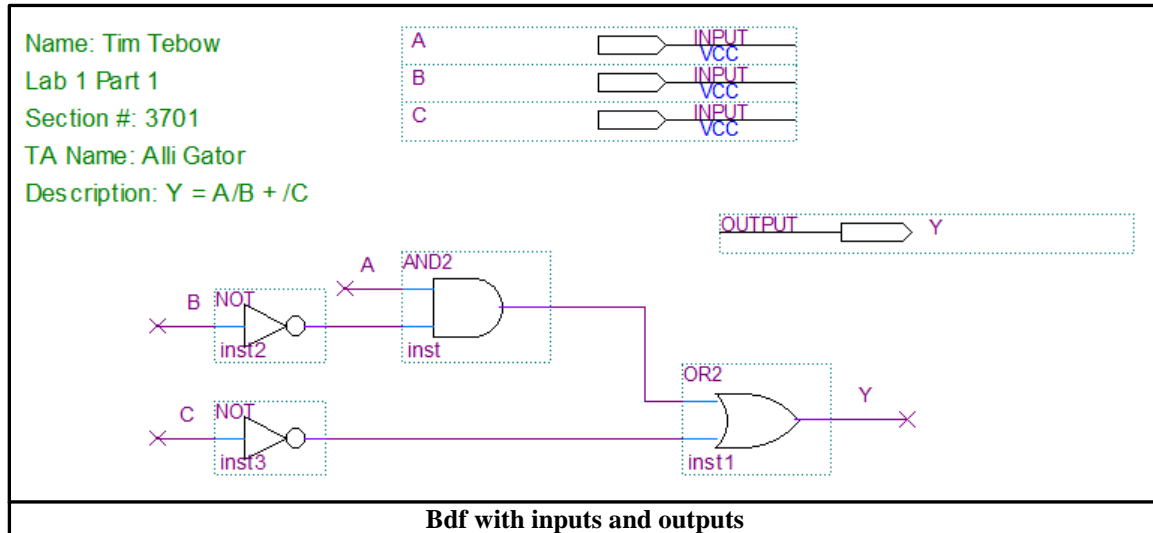 Name: Tim Tebow
Lab 1 Part 1
Section #: 3701
TA Name: Alli Gator
Description: Y = A/B + /C
A INPUT
VCC
B INPUT
VCC
C INPUT
VCC
OUTPUT Y
A AND2
B NOT
inst2 inst
OR2
Y
C NOT
inst3 inst1
Bdf with inputs and outputs